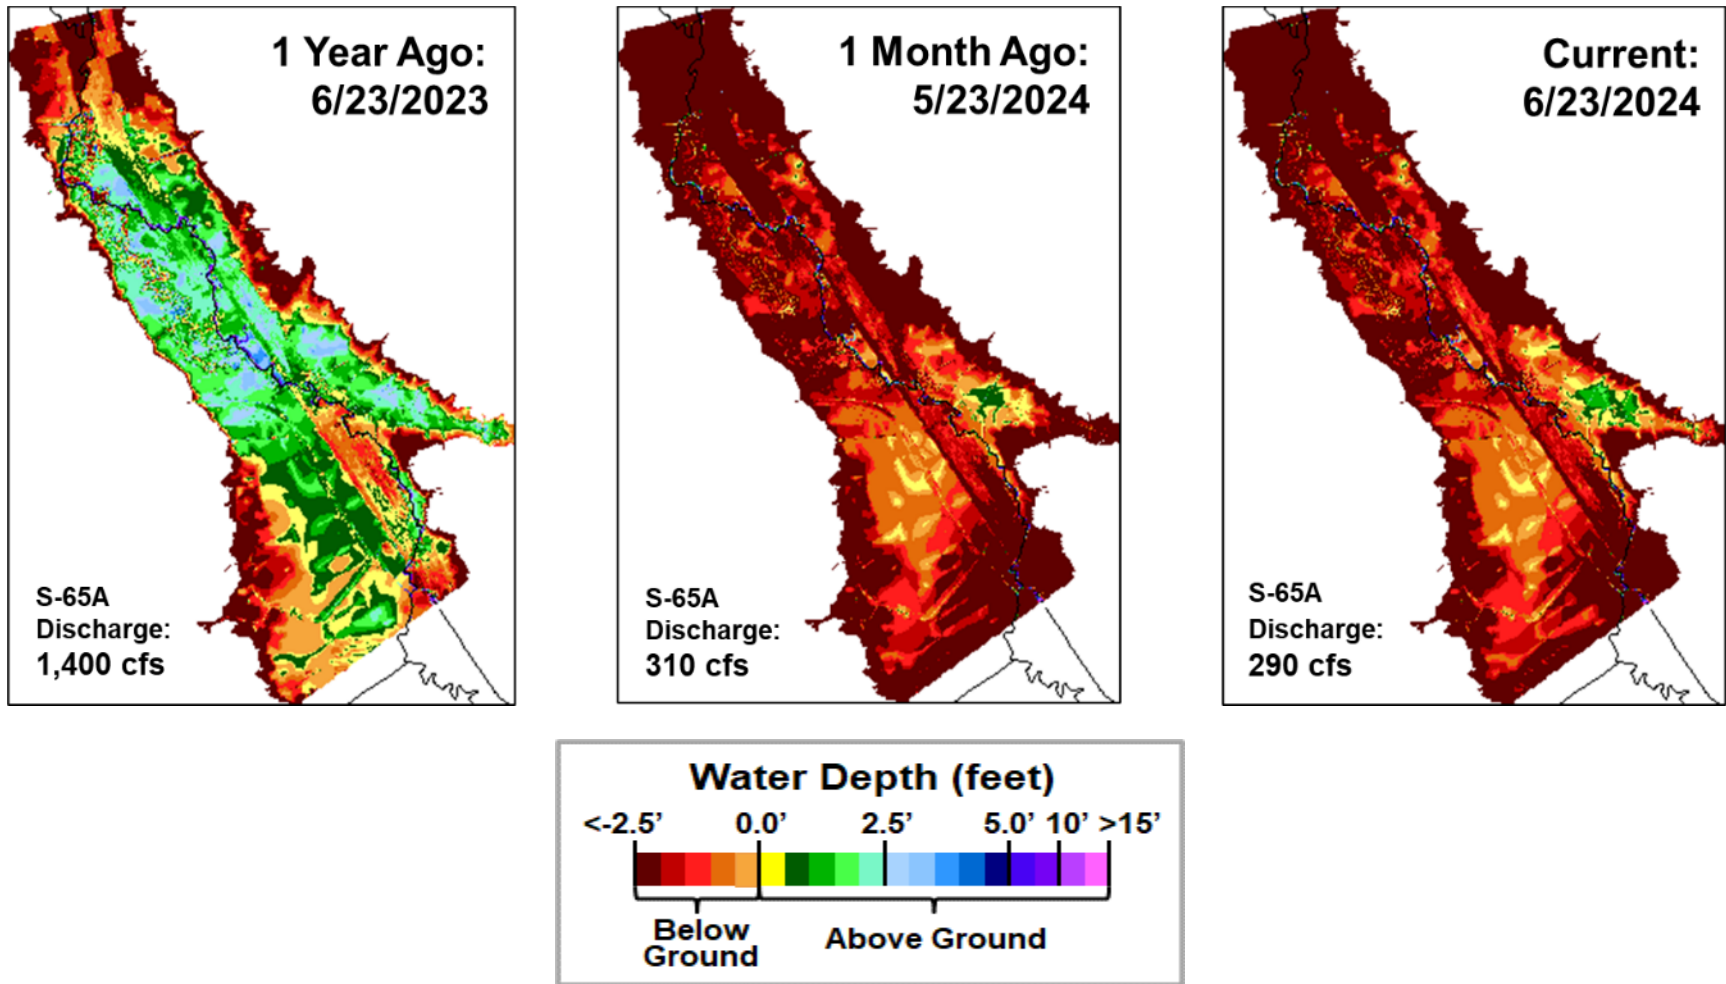 1 Year Ago:
6/23/2023
S-65A
Discharge:
1,400 cfs
1 Month Ago:
5/23/2024
S-65A
Discharge:
310 cfs
Current:
6/23/2024
S-65A
Discharge:
290 cfs
Water Depth (feet)
<-2.5' 0.0' 2.5' 5.0' 10' >15'
Below
Ground
Above Ground